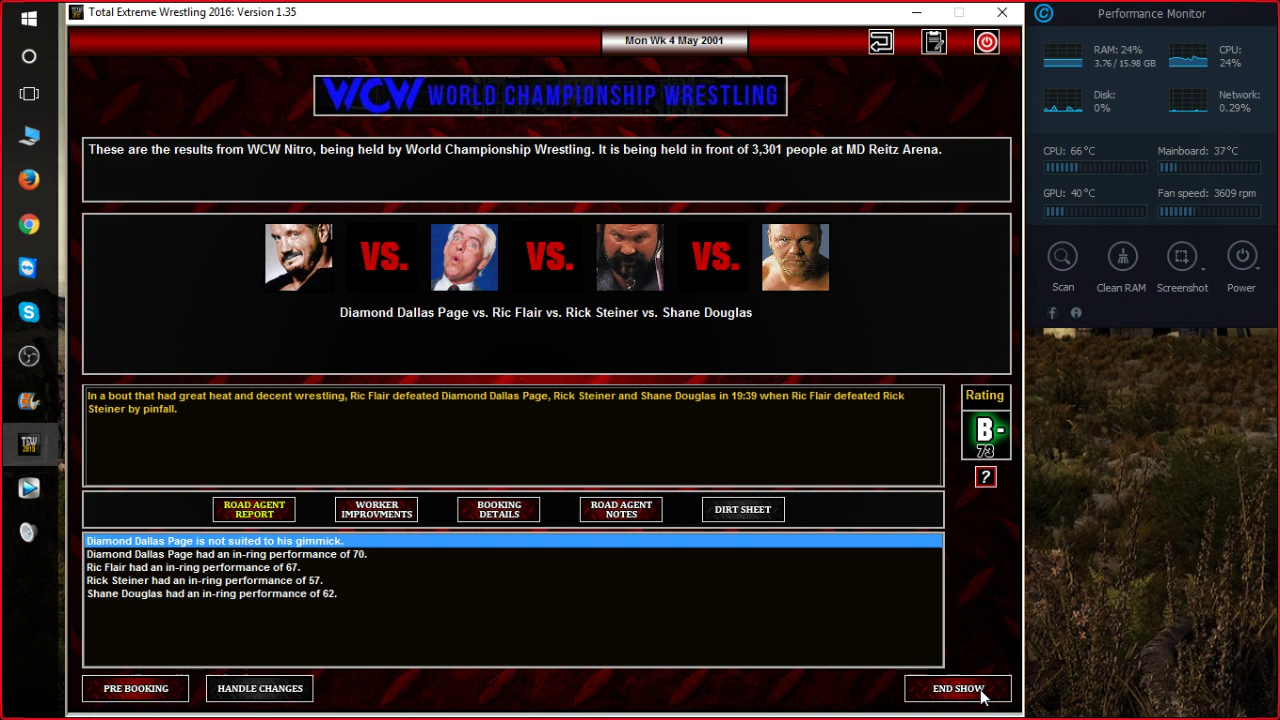 Total Extreme Wrestling 2016: Version 1.35
Mon Wk 4 May 2001
WCW WORLD CHAMPIONSHIP WRESTLING
These are the results from WCW Nitro, being held by World Championship Wrestling. It is being held in front of 3,301 people at MD Reitz Arena.
VS. VS. VS.
Diamond Dallas Page vs. Ric Flair vs. Rick Steiner vs. Shane Douglas
In a bout that had great heat and decent wrestling, Ric Flair defeated Diamond Dallas Page, Rick Steiner and Shane Douglas in 19:39 when Ric Flair defeated Rick
Steiner by pinfall.
Rating
B-
73
?
ROAD AGENT
REPORT
WORKER
IMPROVMENTS
BOOKING
DETAILS
ROAD AGENT
NOTES
DIRT SHEET
Diamond Dallas Page is not suited to his gimmick.
Diamond Dallas Page had an in-ring performance of 70.
Ric Flair had an in-ring performance of 67.
Rick Steiner had an in-ring performance of 57.
Shane Douglas had an in-ring performance of 62.
PRE BOOKING
HANDLE CHANGES
END SHOW
Performance Monitor
RAM: 24%
3.76 / 15.98 GB
CPU:
24%
Disk:
0%
Network:
0.29%
CPU: 66°C
Mainboard: 37°C
GPU: 40°C
Fan speed: 3609 rpm
Scan
Clean RAM
Screenshot
Power
TEW
2016